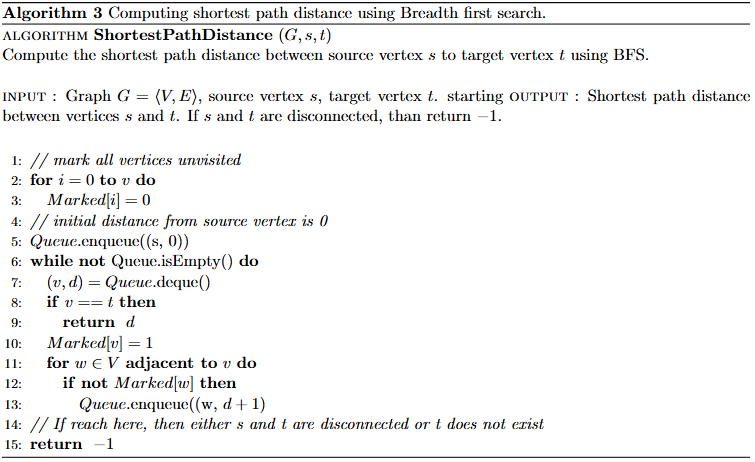 Algorithm 3 Computing shortest path distance using Breadth first search.
ALGORITHM ShortestPathDistance (G, s, t)
Compute the shortest path distance between source vertex s to target vertex t using BFS.
INPUT : Graph G = ⟨V, E⟩, source vertex s, target vertex t. starting OUTPUT : Shortest path distance
between vertices s and t. If s and t are disconnected, than return −1.
1: // mark all vertices unvisited
2: for i = 0 to v do
3: Marked[i] = 0
4: // initial distance from source vertex is 0
5: Queue.enqueue((s, 0))
6: while not Queue.isEmpty() do
7: (v, d) = Queue.deque()
8: if v == t then
9: return d
10: Marked[v] = 1
11: for w ∈ V adjacent to v do
12: if not Marked[w] then
13: Queue.enqueue((w, d + 1)
14: // If reach here, then either s and t are disconnected or t does not exist
15: return −1